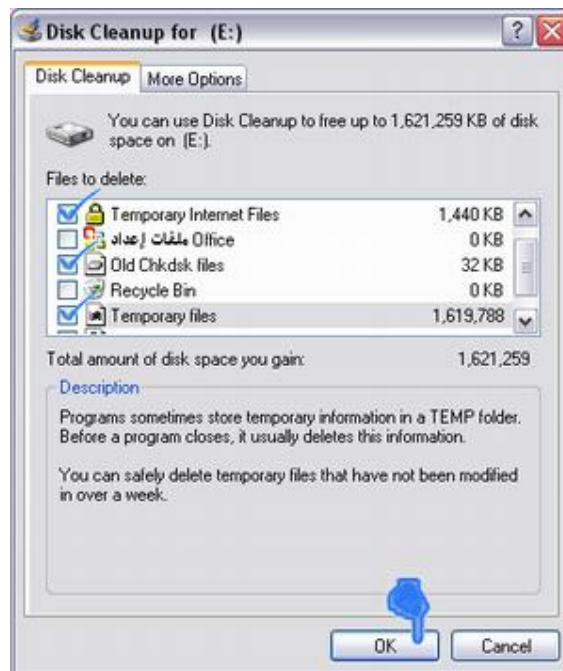 Disk Cleanup for (E:)
Disk Cleanup
More Options
You can use Disk Cleanup to free up to 1,621,259 KB of disk
space on (E:).
Files to delete:
Temporary Internet Files 1,440 KB
ملفات إعداد Office 0 KB
Old Chkdsk files 32 KB
Recycle Bin 0 KB
Temporary files 1,619,788
Total amount of disk space you gain: 1,621,259
Description
Programs sometimes store temporary information in a TEMP folder.
Before a program closes, it usually deletes this information.
You can safely delete temporary files that have not been modified
in over a week.
OK
Cancel